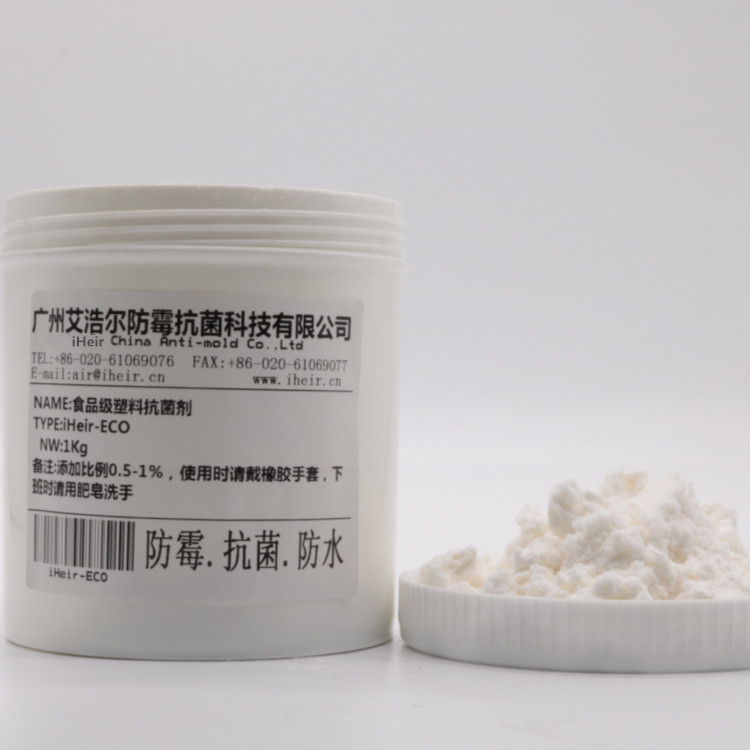 广州艾浩尔防霉抗菌科技有限公司
iHeir China Anti-mold Co.,Ltd
TEL:+86-020-61069076 FAX:+86-020-61069077
E-mail:air@iheir.cn www.iheir.cn
NAME:食品级塑料抗菌剂
TYPE:iHeir-ECO
NW:1Kg
备注:添加比例0.5-1%，使用时请戴橡胶手套，下
班时请用肥皂洗手
防霉.抗菌.防水
iHeir-ECO